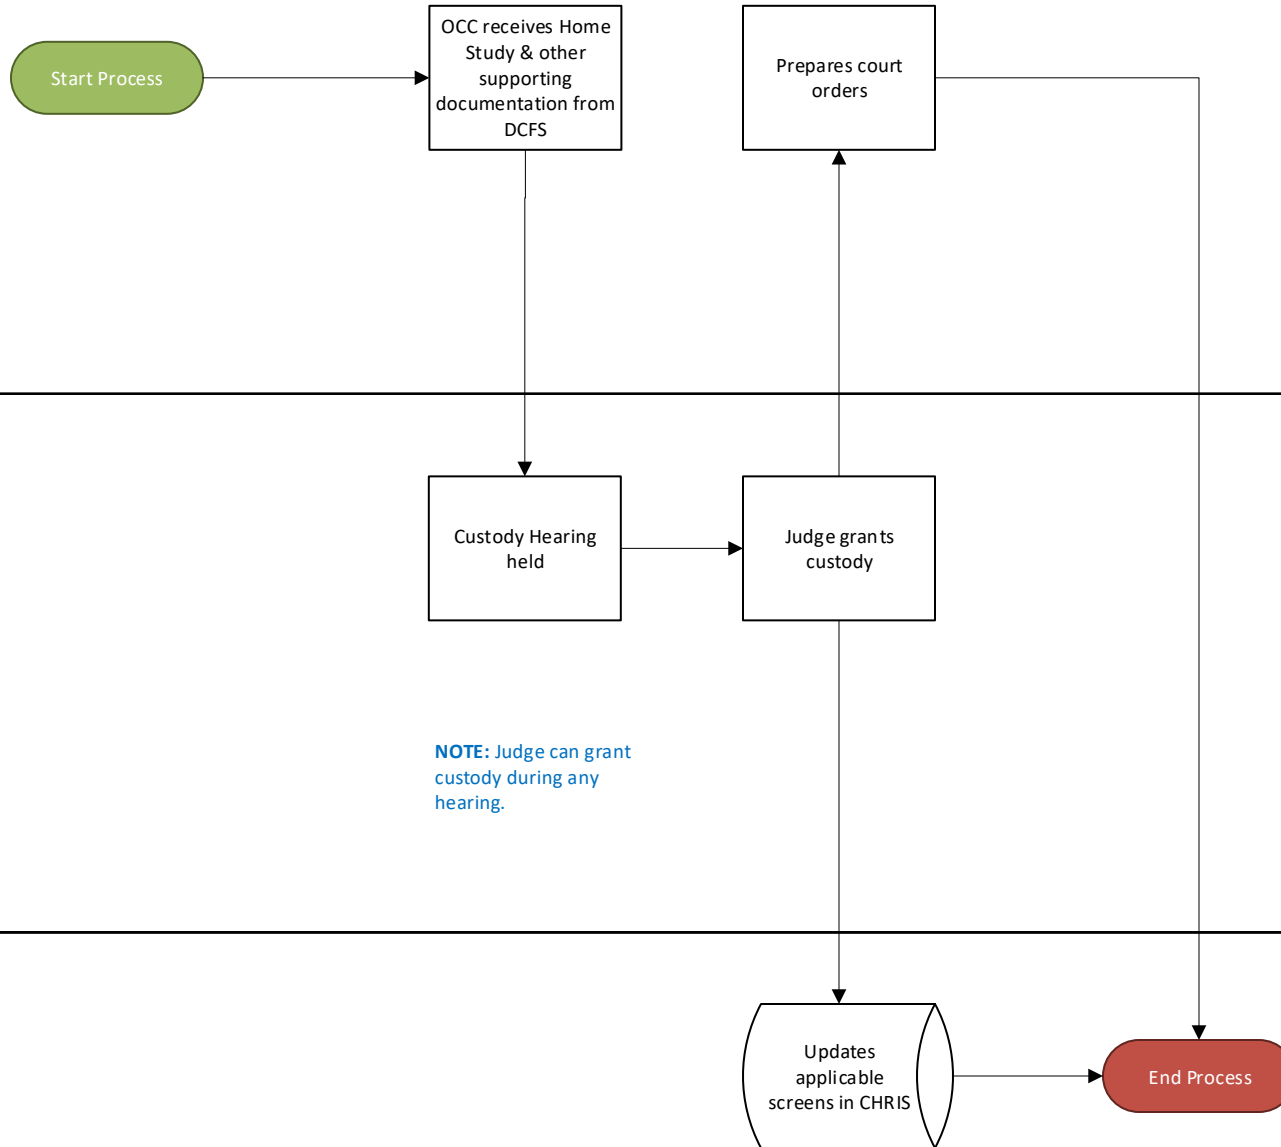 Start Process
OCC receives Home
Study & other
supporting
documentation from
DCFS
Prepares court
orders
Custody Hearing
held
Judge grants
custody
NOTE: Judge can grant
custody during any
hearing.
Updates
applicable
screens in CHRIS
End Process